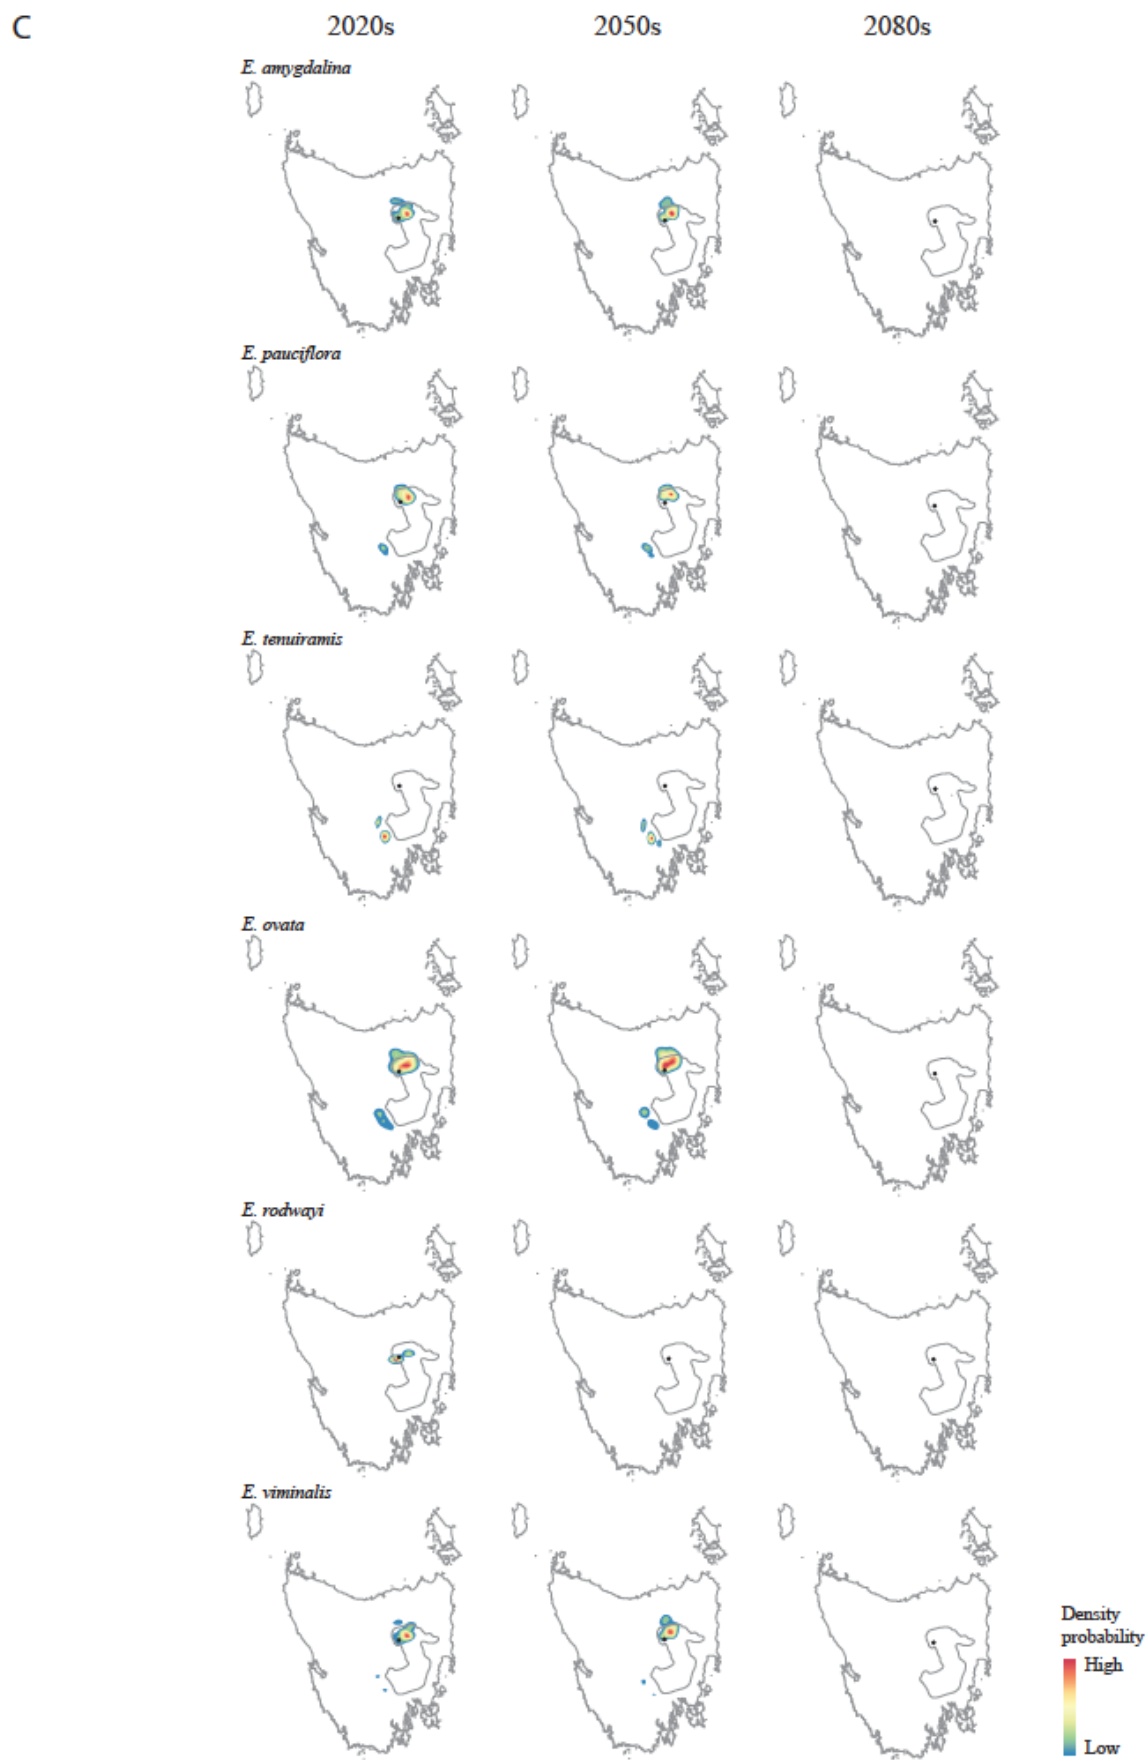 C
2020s 2050s 2080s
E. amygdalina
E. pauciflora
E. tenuiramis
E. ovata
E. rodwayi
E. viminalis
Density
probability
High
Low